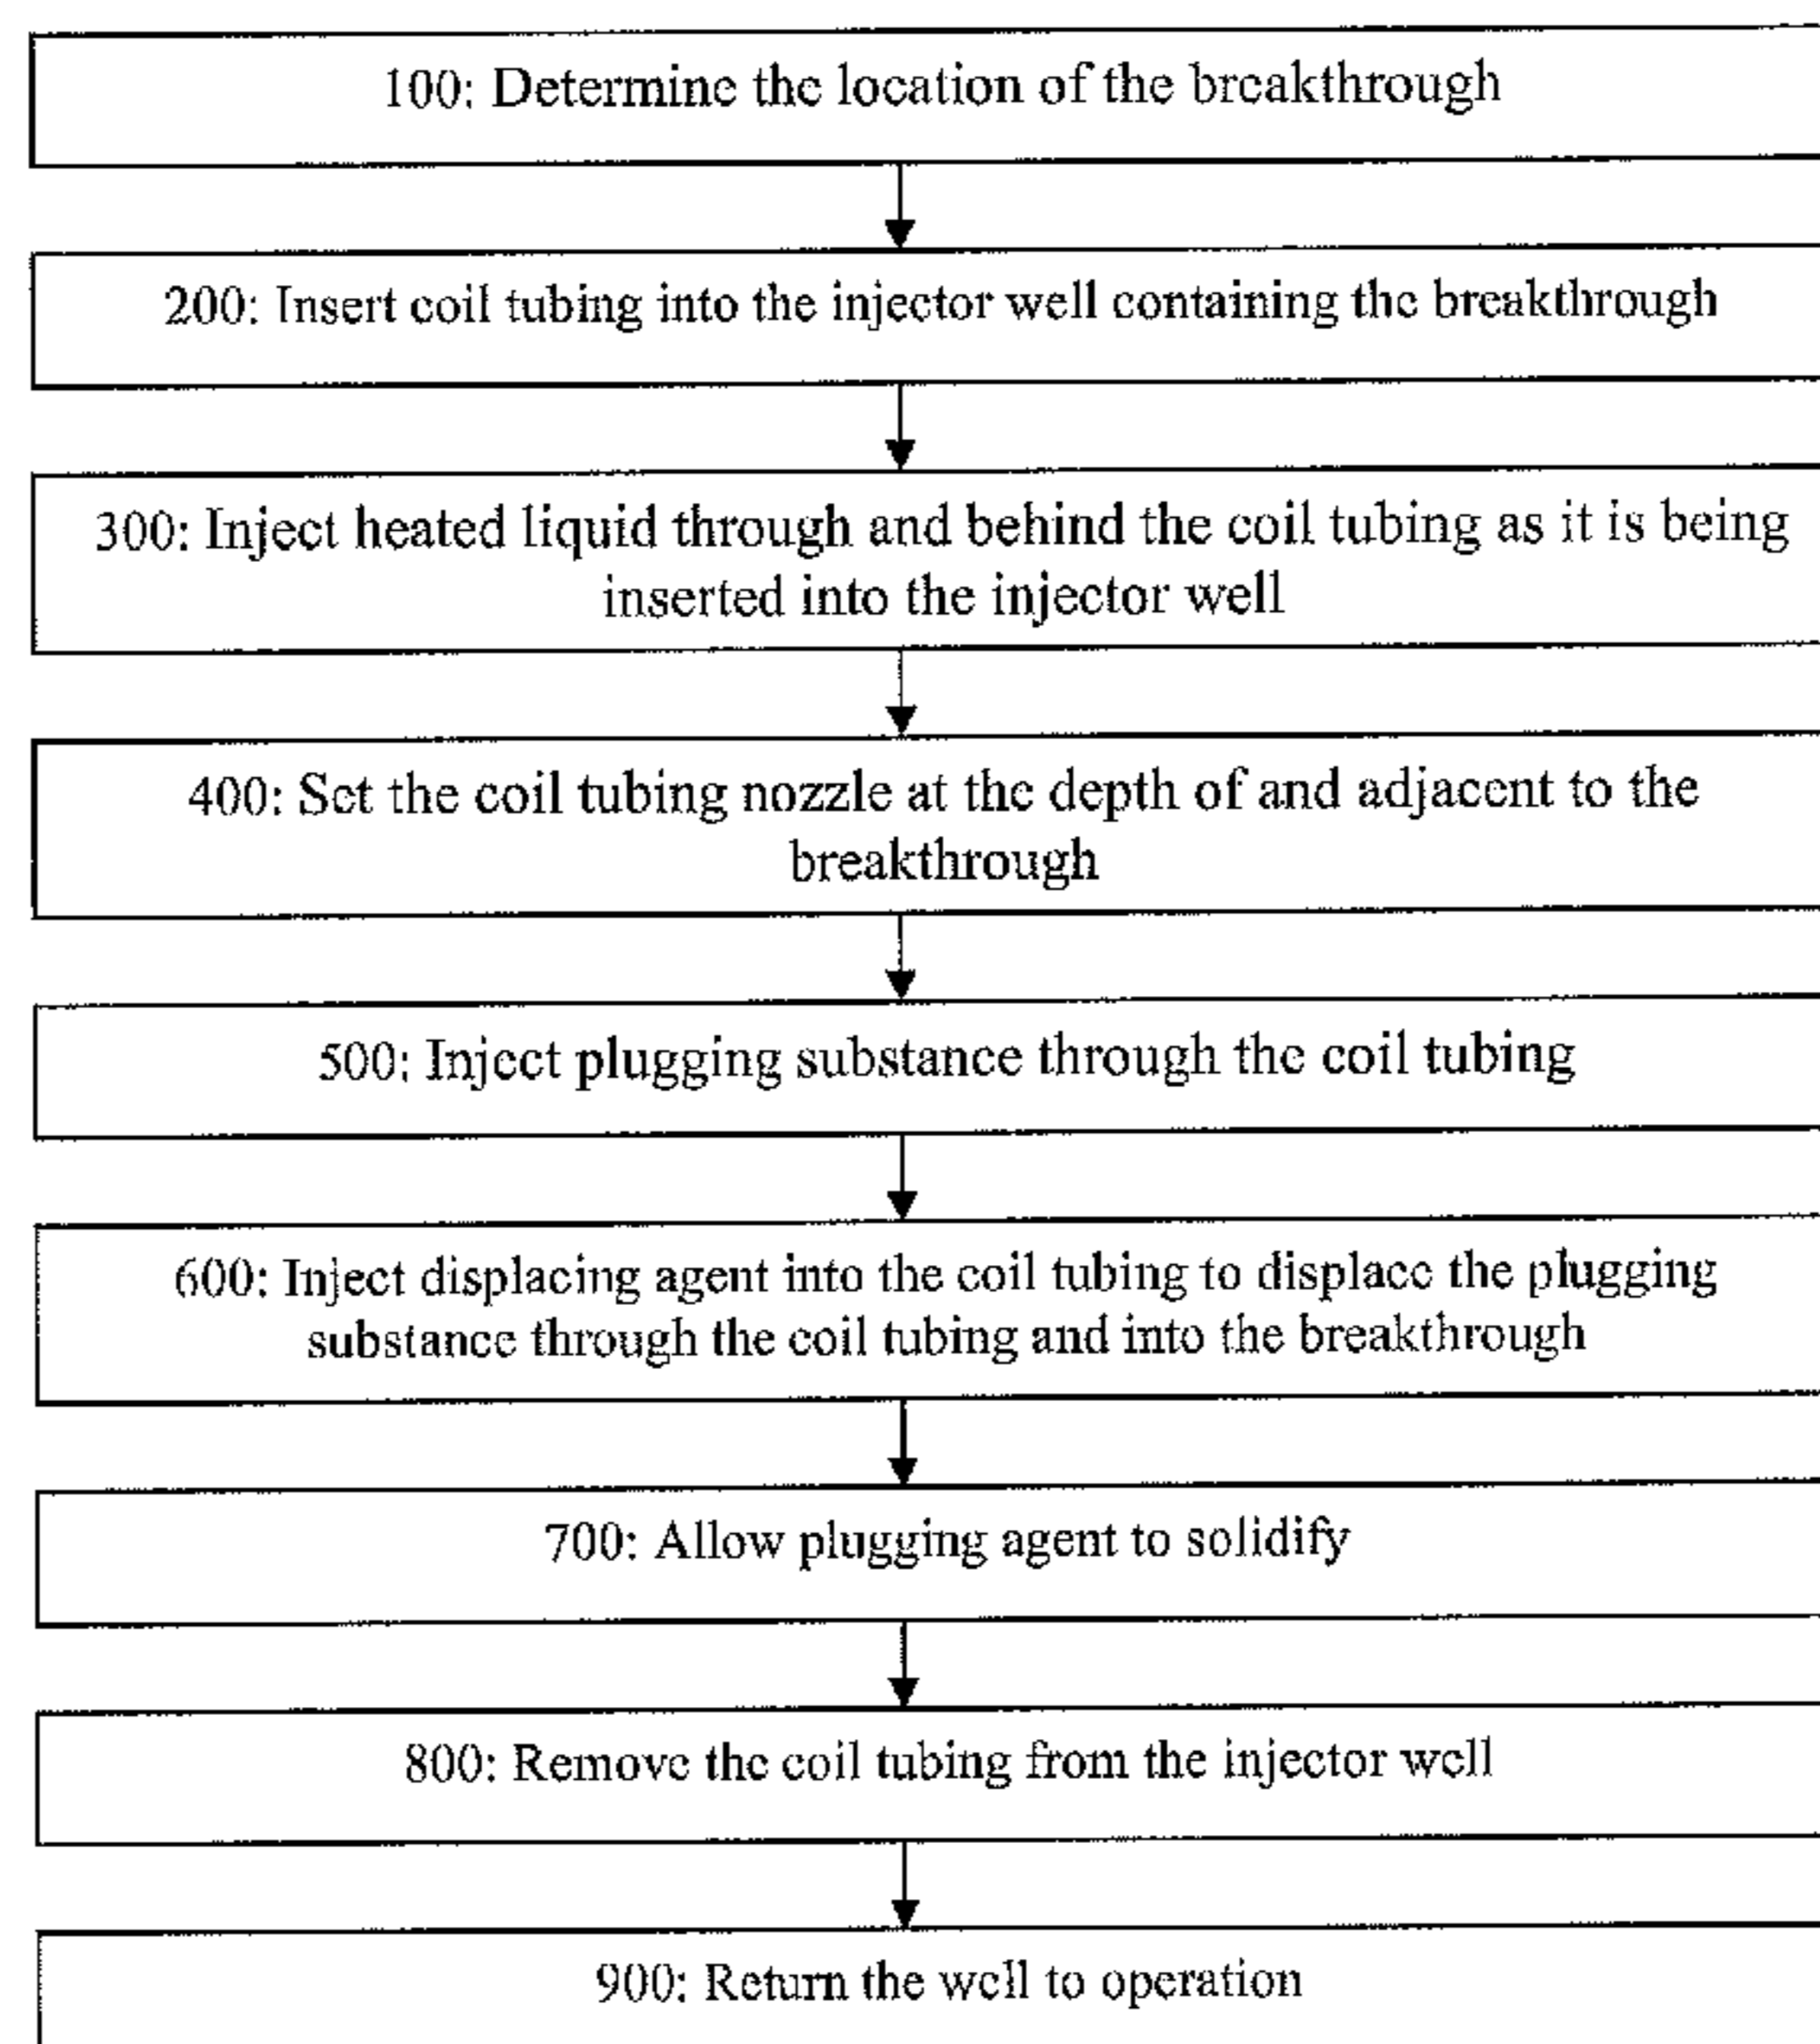 100: Determine the location of the breakthrough
200: Insert coil tubing into the injector well containing the breakthrough
300: Inject heated liquid through and behind the coil tubing as it is being
inserted into the injector well
400: Set the coil tubing nozzle at the depth of and adjacent to the
breakthrough
500: Inject plugging substance through the coil tubing
600: Inject displacing agent into the coil tubing to displace the plugging
substance through the coil tubing and into the breakthrough
700: Allow plugging agent to solidify
800: Remove the coil tubing from the injector well
900: Return the well to operation